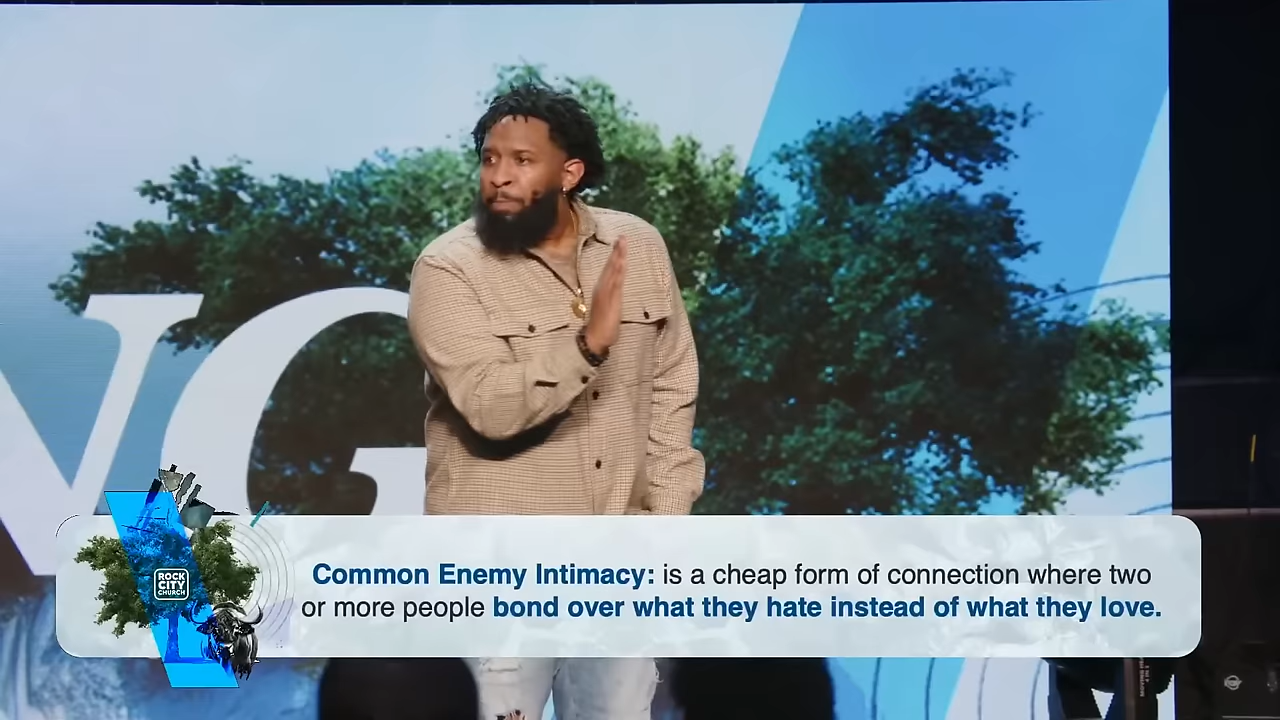 NG
ROCK
CITY
CHURCH
Common Enemy Intimacy: is a cheap form of connection where two
or more people bond over what they hate instead of what they love.